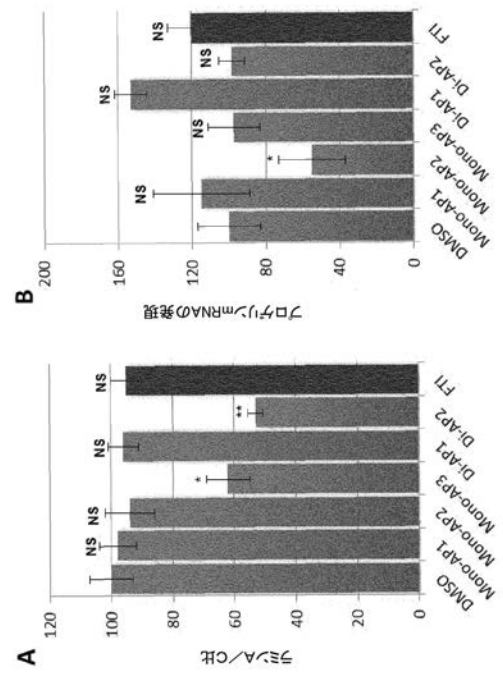 A
ラミンA／C比
120
100
80
60
40
20
0
NS
NS
*
NS
**
NS
DMSO
Mono-AP1
Mono-AP2
Mono-AP3
Di-AP1
Di-AP2
FTI
B
プロゲリンmRNAの発現
200
160
120
80
40
0
NS
*
NS
NS
NS
NS
DMSO
Mono-AP1
Mono-AP2
Mono-AP3
Di-AP1
Di-AP2
FTI